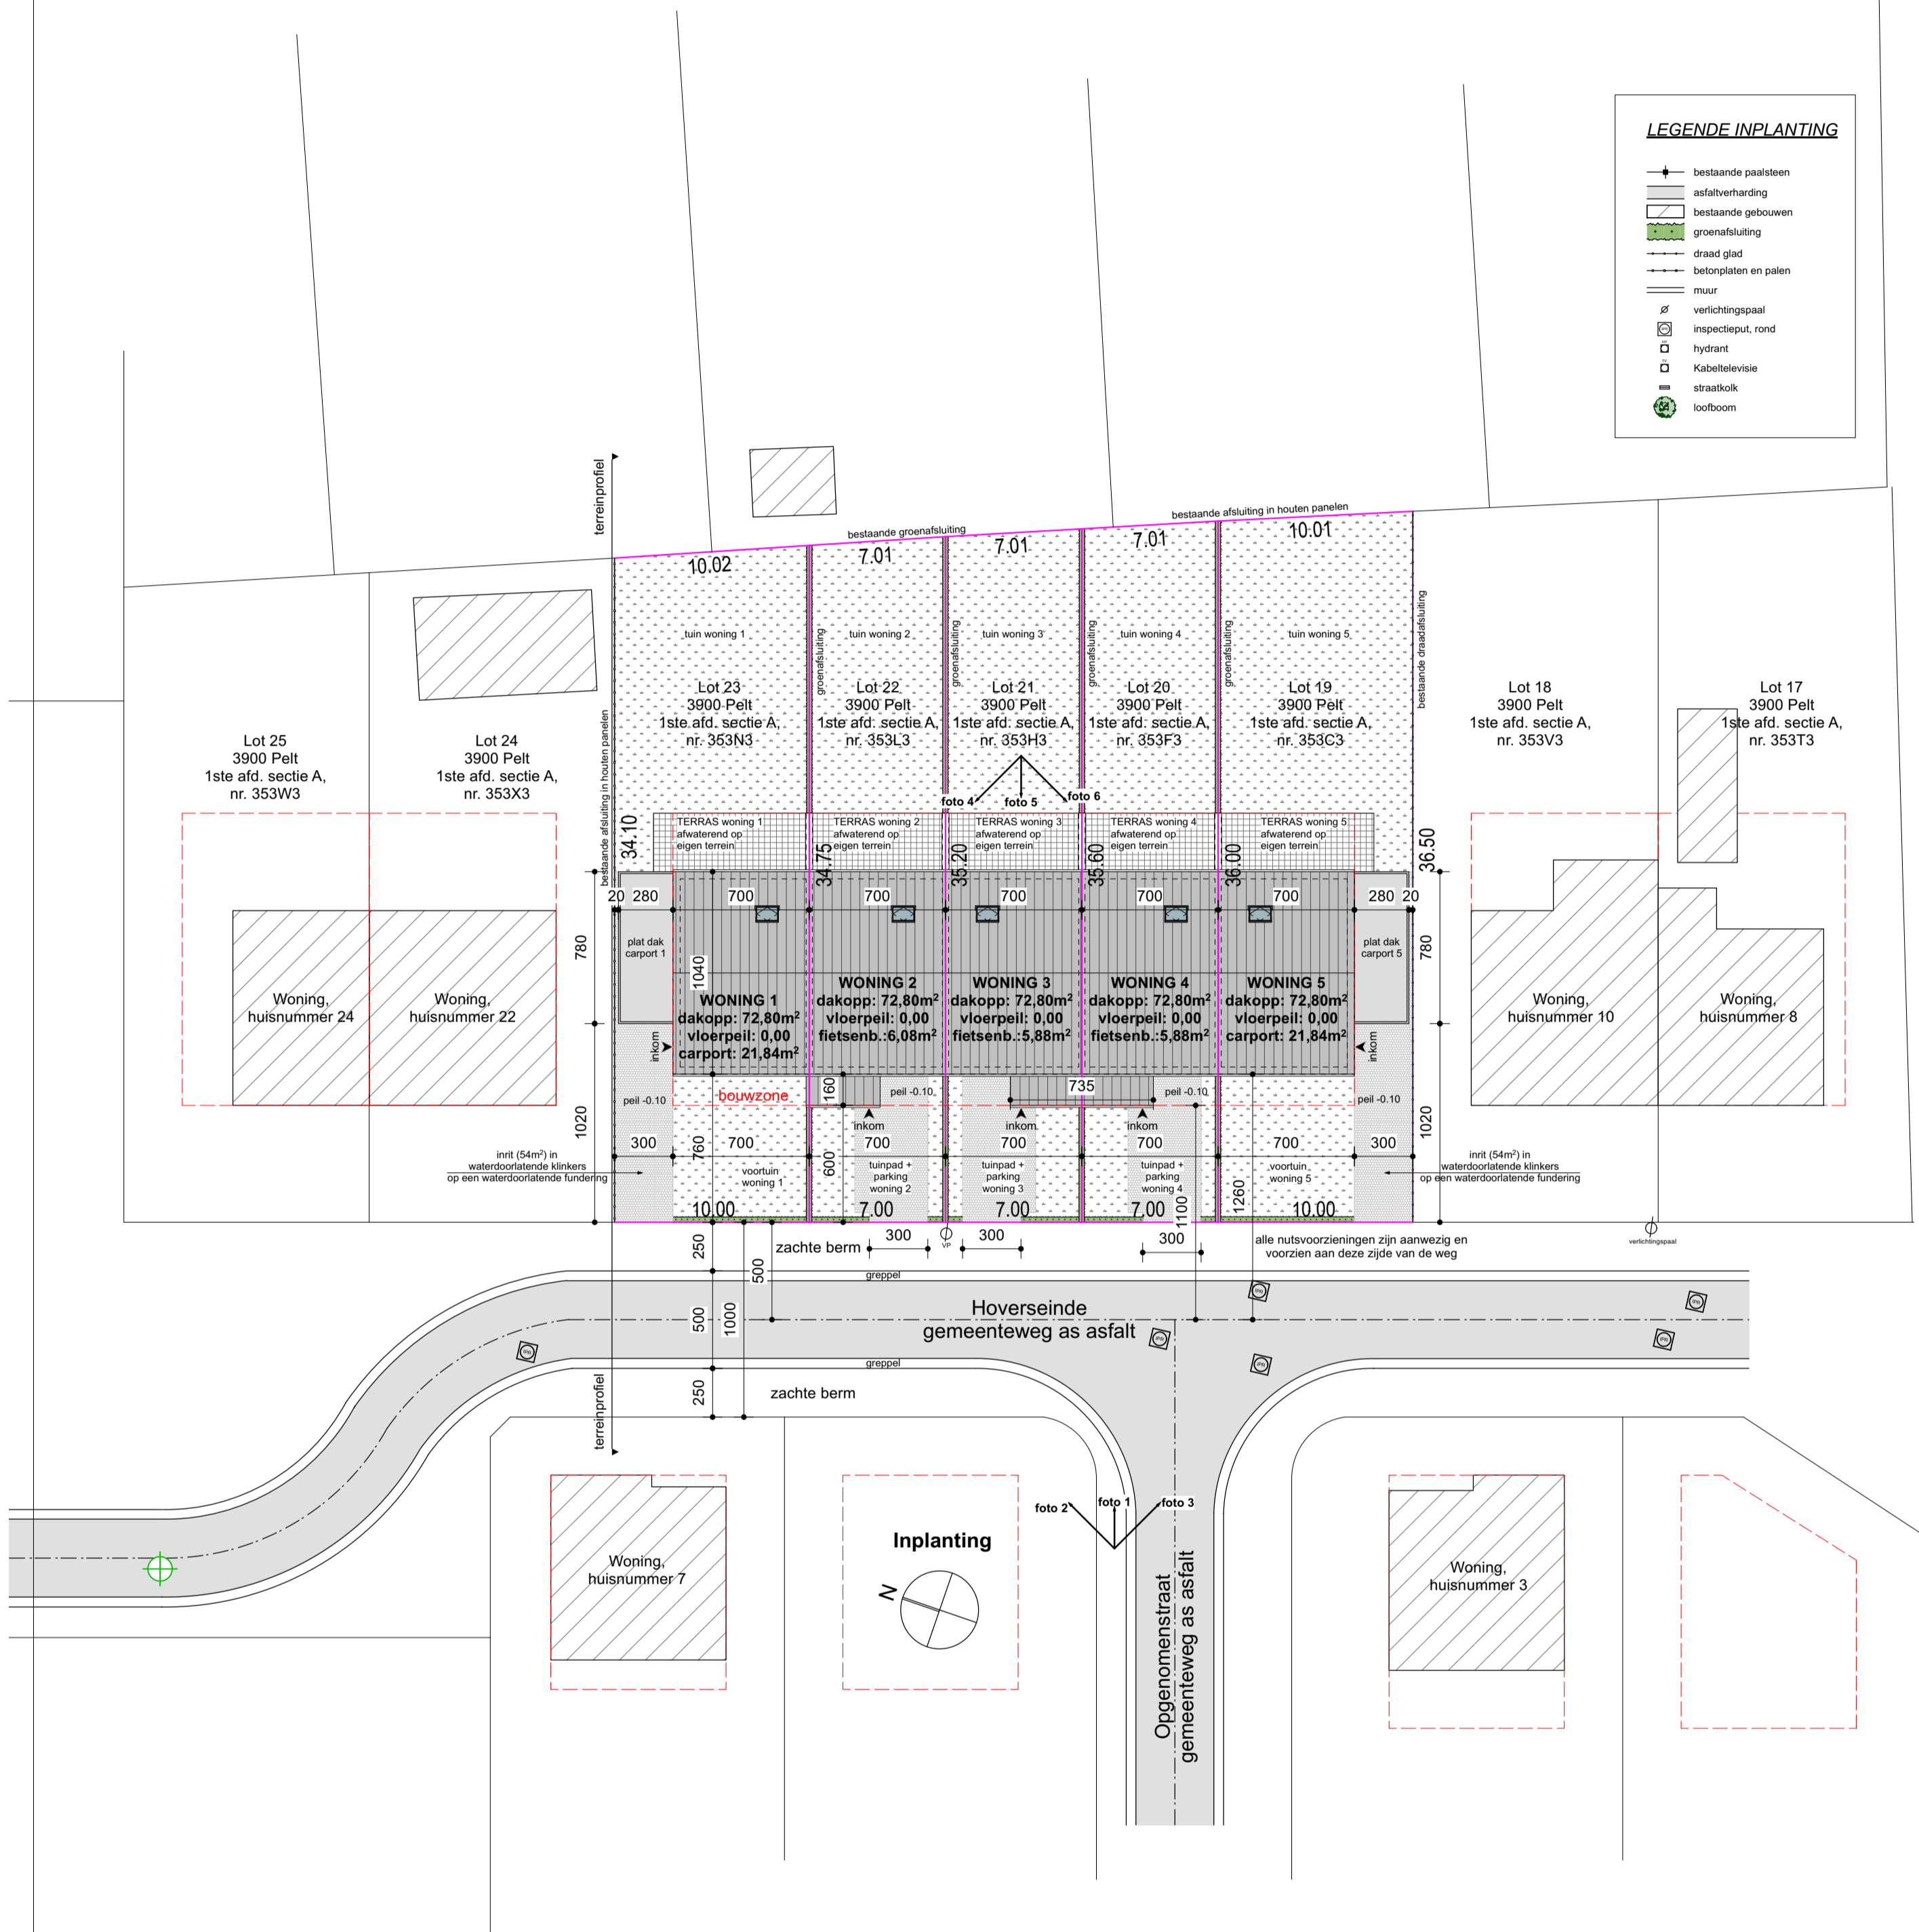 LEGENDE INPLANTING
bestaande paalsteen
asfaltverharding
bestaande gebouwen
groenafsluiting
draad glad
betonplaten en palen
muur
verlichtingspaal
inspectieput, rond
hydrant
Kabeltelevisie
straatkolk
loofboom
terreinprofiel
bestaande groenafsluiting
bestaande afsluiting in houten panelen
10.02
7.01
7.01
7.01
10.01
tuin woning 1
tuin woning 2
tuin woning 3
tuin woning 4
tuin woning 5
groenafsluiting
groenafsluiting
groenafsluiting
groenafsluiting
bestaande draadafsluiting
bestaande afsluiting in houten panelen
Lot 25
3900 Pelt
1ste afd. sectie A,
nr. 353W3
Lot 24
3900 Pelt
1ste afd. sectie A,
nr. 353X3
Lot 23
3900 Pelt
1ste afd. sectie A,
nr. 353N3
Lot 22
3900 Pelt
1ste afd. sectie A,
nr. 353L3
Lot 21
3900 Pelt
1ste afd. sectie A,
nr. 353H3
Lot 20
3900 Pelt
1ste afd. sectie A,
nr. 353F3
Lot 19
3900 Pelt
1ste afd. sectie A,
nr. 353C3
Lot 18
3900 Pelt
1ste afd. sectie A,
nr. 353V3
Lot 17
3900 Pelt
1ste afd. sectie A,
nr. 353T3
foto 4
foto 5
foto 6
TERRAS woning 1
afwaterend op
eigen terrein
TERRAS woning 2
afwaterend op
eigen terrein
TERRAS woning 3
afwaterend op
eigen terrein
TERRAS woning 4
afwaterend op
eigen terrein
TERRAS woning 5
afwaterend op
eigen terrein
34.10
34.75
35.20
35.60
36.00
36.50
20
280
700
700
700
700
700
280
20
780
780
plat dak
carport 1
plat dak
carport 5
1040
WONING 1
dakopp: 72,80m²
vloerpeil: 0,00
carport: 21,84m²
WONING 2
dakopp: 72,80m²
vloerpeil: 0,00
fietsenb.:6,08m²
WONING 3
dakopp: 72,80m²
vloerpeil: 0,00
fietsenb.:5,88m²
WONING 4
dakopp: 72,80m²
vloerpeil: 0,00
fietsenb.:5,88m²
WONING 5
dakopp: 72,80m²
vloerpeil: 0,00
carport: 21,84m²
Woning,
huisnummer 24
Woning,
huisnummer 22
Woning,
huisnummer 10
Woning,
huisnummer 8
inkom
inkom
bouwzone
160
735
peil -0.10
peil -0.10
peil -0.10
peil -0.10
inkom
inkom
inkom
1020
1020
300
700
700
700
700
700
300
760
600
1100
1260
inrit (54m²) in
waterdoorlatende klinkers
op een waterdoorlatende fundering
inrit (54m²) in
waterdoorlatende klinkers
op een waterdoorlatende fundering
voortuin
woning 1
tuinpad +
parking
woning 2
tuinpad +
parking
woning 3
tuinpad +
parking
woning 4
voortuin
woning 5
10.00
7.00
7.00
7.00
10.00
VP
300
300
300
zachte berm
alle nutsvoorzieningen zijn aanwezig en
voorzien aan deze zijde van de weg
verlichtingspaal
250
500
greppel
Hoverseinde
gemeenteweg as asfalt
500
1000
greppel
250
zachte berm
terreinprofiel
foto 2
foto 1
foto 3
Inplanting
N
Woning,
huisnummer 7
Woning,
huisnummer 3
Opgenomenstraat
gemeenteweg as asfalt